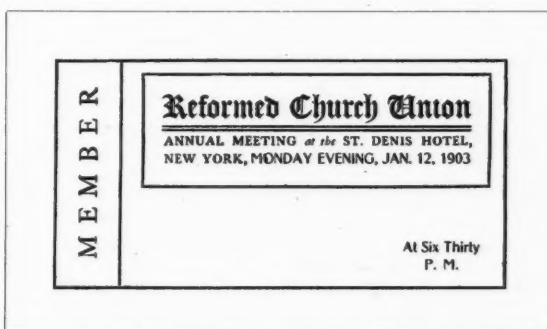 MEMBER
Reformed Church Union
ANNUAL MEETING at the ST. DENIS HOTEL,
NEW YORK, MONDAY EVENING, JAN. 12, 1903
At Six Thirty
P. M.